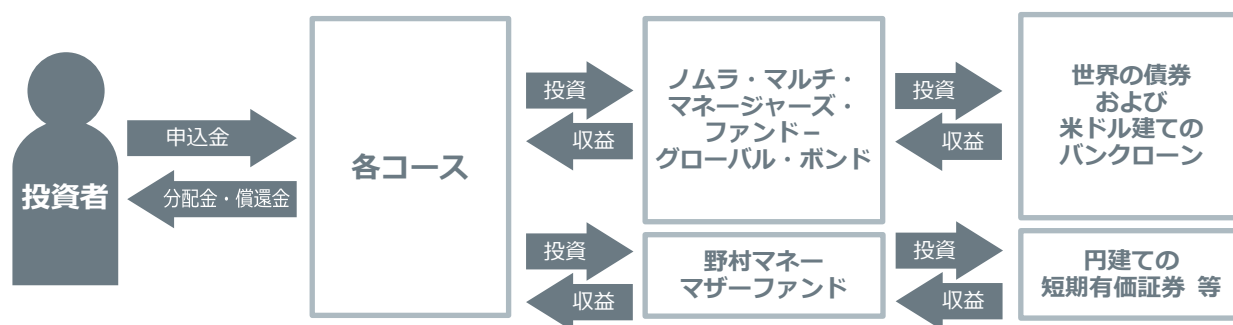 投資者
申込金
分配金・償還金
各コース
投資
収益
ノムラ・マルチ・
マネージャーズ・
ファンド－
グローバル・ボンド
投資
収益
世界の債券
および
米ドル建ての
バンクローン
投資
収益
野村マネー
マザーファンド
投資
収益
円建ての
短期有価証券 等